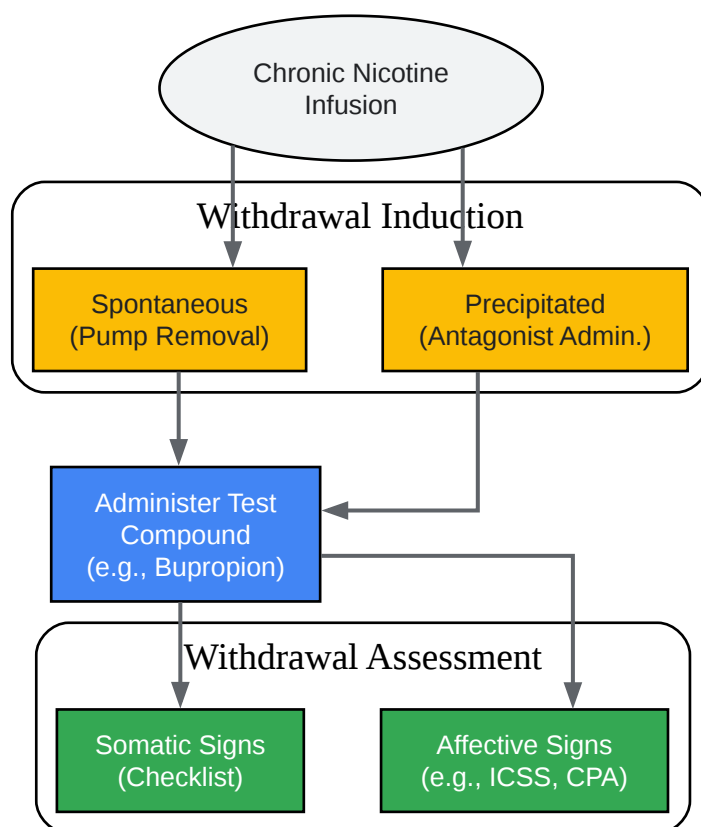 Chronic Nicotine
Infusion
Withdrawal Induction
Spontaneous
(Pump Removal)
Precipitated
(Antagonist Admin.)
Administer Test
Compound
(e.g., Bupropion)
Withdrawal Assessment
Somatic Signs
(Checklist)
Affective Signs
(e.g., ICSS, CPA)